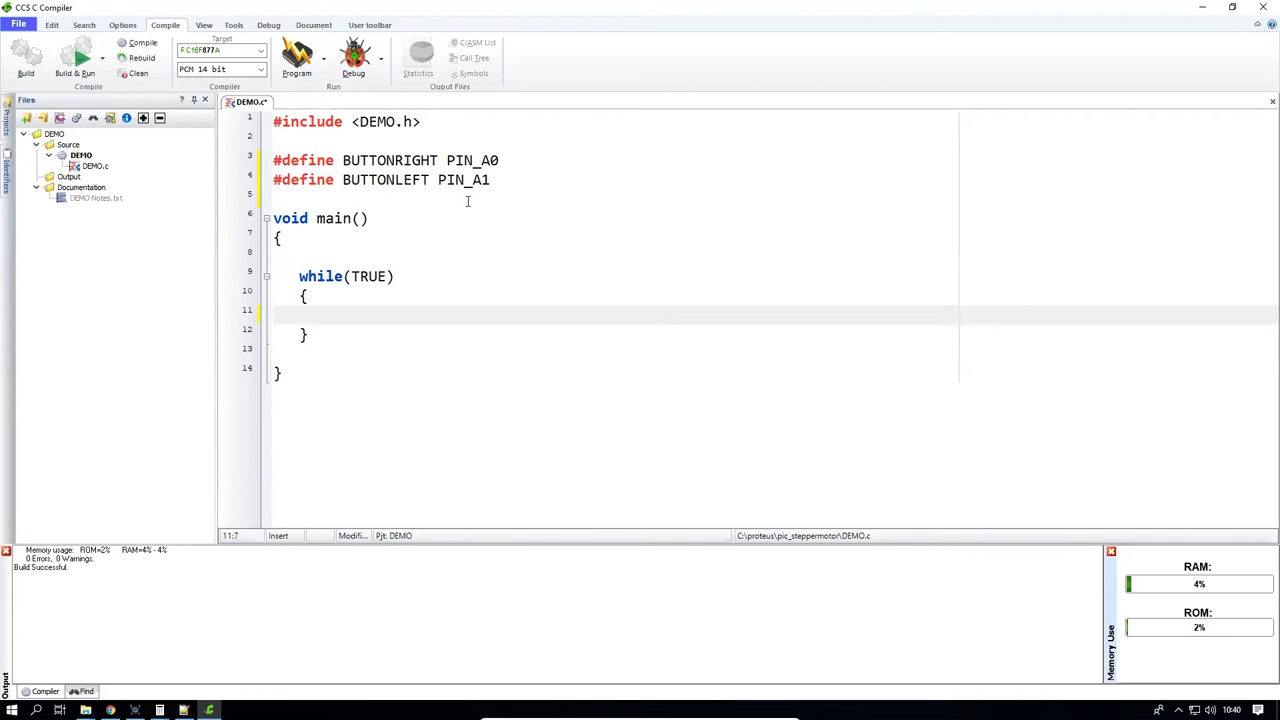 CCS C Compiler
File Edit Search Options Compile View Tools Debug Document User toolbar
Build
Build & Run
Compile
Rebuild
Clean
Compile
Target
PCM 14 bit
Compiler
Program
Debug
Run
Statistics
C/ASM List
Call Tree
Symbols
Ouput Files
Projects
Identifiers
Files
DEMO
Source
DEMO
DEMO.c
Output
Documentation
DEMO Notes.txt
DEMO.c*
1 #include <DEMO.h>
2
3 #define BUTTONRIGHT PIN_A0
4 #define BUTTONLEFT PIN_A1
5
6 void main()
7 {
8
9 while(TRUE)
10 {
11
12 }
13
14 }
11:7 Insert Modifi... Pjt: DEMO C:\proteus\pic_steppermotor\DEMO.c
Memory usage: ROM=2% RAM=4% - 4%
0 Errors, 0 Warnings.
Build Successful.
Output
Compiler Find
Memory Use
RAM:
4%
ROM:
2%
10:40